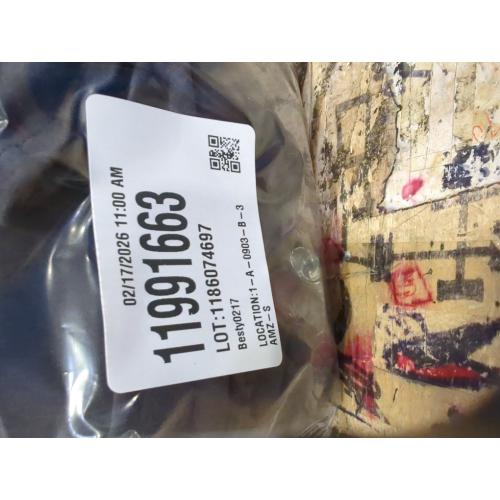 02/17/2026 11:00 AM
11991663
LOT:1186074697
Besty0217
LOCATION:1-A-0903-B-3
AMZ-S